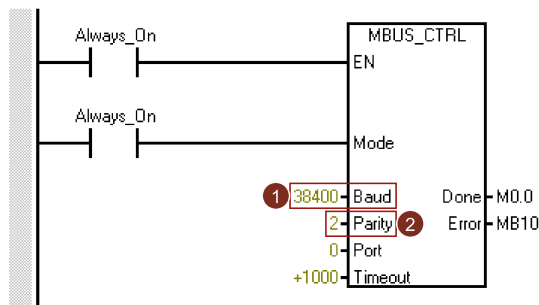 Always_On MBUS_CTRL
EN
Always_On
Mode
1 38400 Baud Done M0.0
2 Parity 2 Error MB10
0 Port
+1000 Timeout